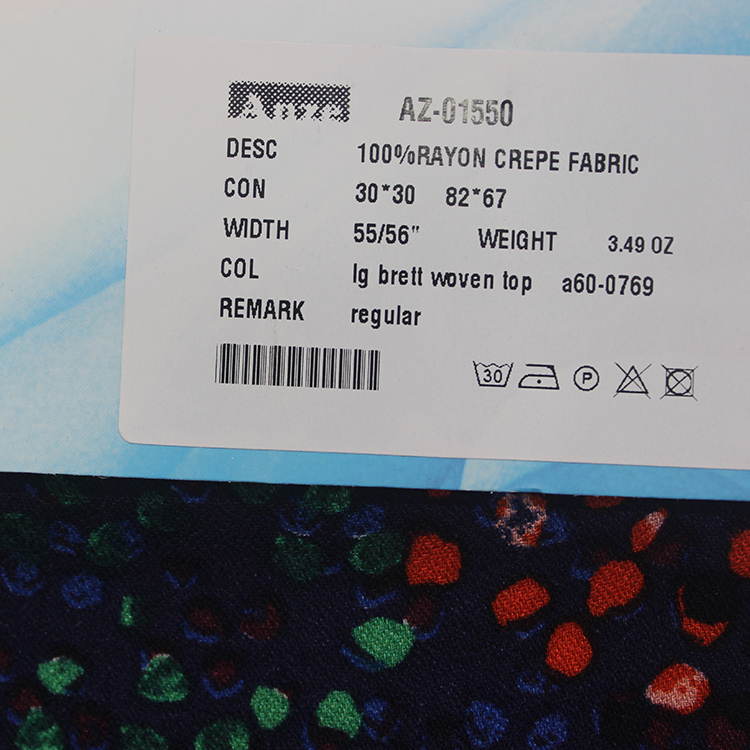 Anze AZ-01550
DESC 100%RAYON CREPE FABRIC
CON 30*30 82*67
WIDTH 55/56" WEIGHT 3.49 OZ
COL lg brett woven top a60-0769
REMARK regular
30 P